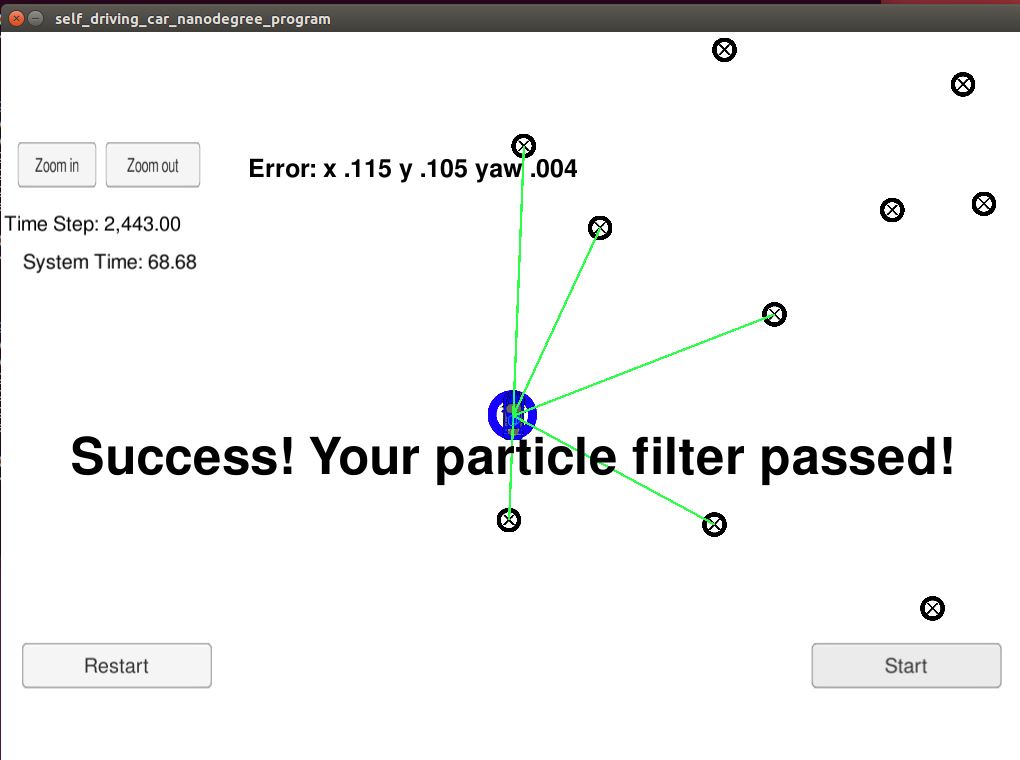 self_driving_car_nanodegree_program
Zoom in
Zoom out
Error: x .115 y .105 yaw .004
Time Step: 2,443.00
System Time: 68.68
Success! Your particle filter passed!
Restart
Start